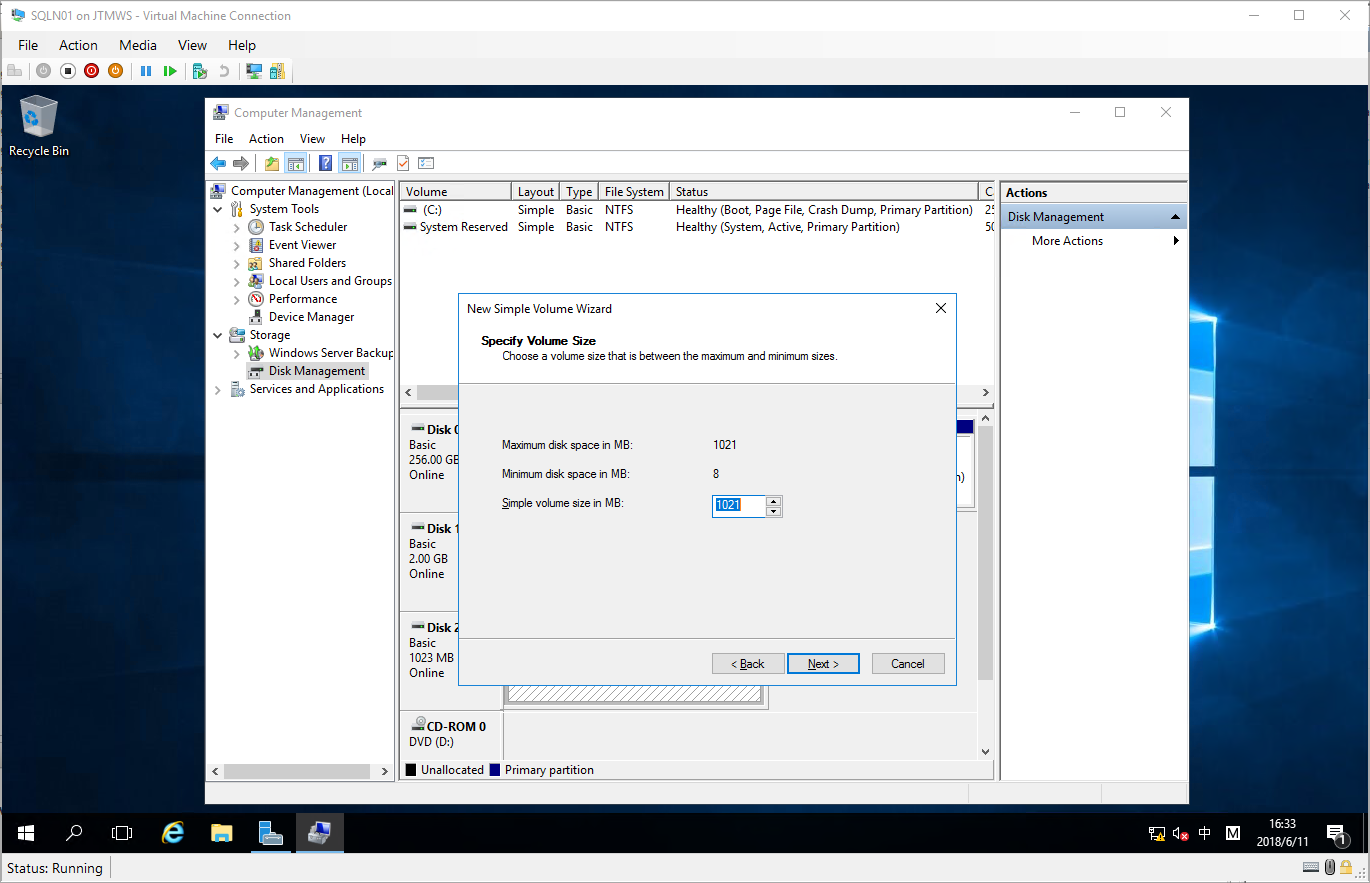 SQLN01 on JTMWS - Virtual Machine Connection
File Action Media View Help
Recycle Bin
Computer Management
File Action View Help
Computer Management (Local
System Tools
Task Scheduler
Event Viewer
Shared Folders
Local Users and Groups
Performance
Device Manager
Storage
Windows Server Backup
Disk Management
Services and Applications
Volume Layout Type File System Status C
(C:) Simple Basic NTFS Healthy (Boot, Page File, Crash Dump, Primary Partition) 25
System Reserved Simple Basic NTFS Healthy (System, Active, Primary Partition) 50
Actions
Disk Management
More Actions
New Simple Volume Wizard
Specify Volume Size
Choose a volume size that is between the maximum and minimum sizes.
Maximum disk space in MB: 1021
Minimum disk space in MB: 8
Simple volume size in MB: 1021
< Back Next > Cancel
Disk 0
Basic
256.00 GB
Online
n)
Disk 1
Basic
2.00 GB
Online
Disk 2
Basic
1023 MB
Online
CD-ROM 0
DVD (D:)
Unallocated Primary partition
中 M
16:33
2018/6/11
1
Status: Running